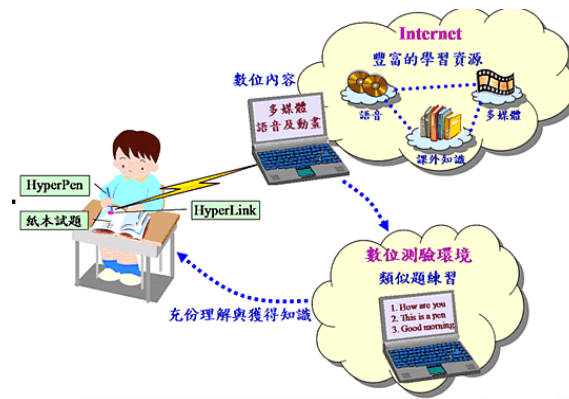 Internet
豐富的學習資源
數位內容
語音
多媒體
課外知識
多媒體
語音及動畫
HyperPen
HyperLink
紙本試題
數位測驗環境
類似題練習
1. How are you
2. This is a pen
3. Good morning
充份理解與獲得知識